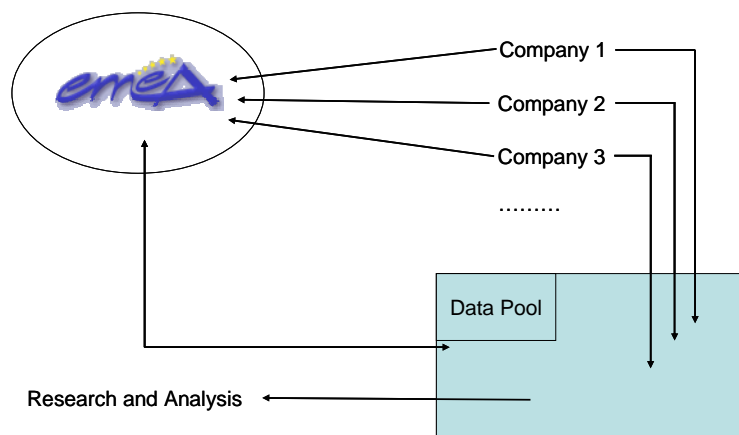 emeA
Company 1
Company 2
Company 3
.........
Data Pool
Research and Analysis